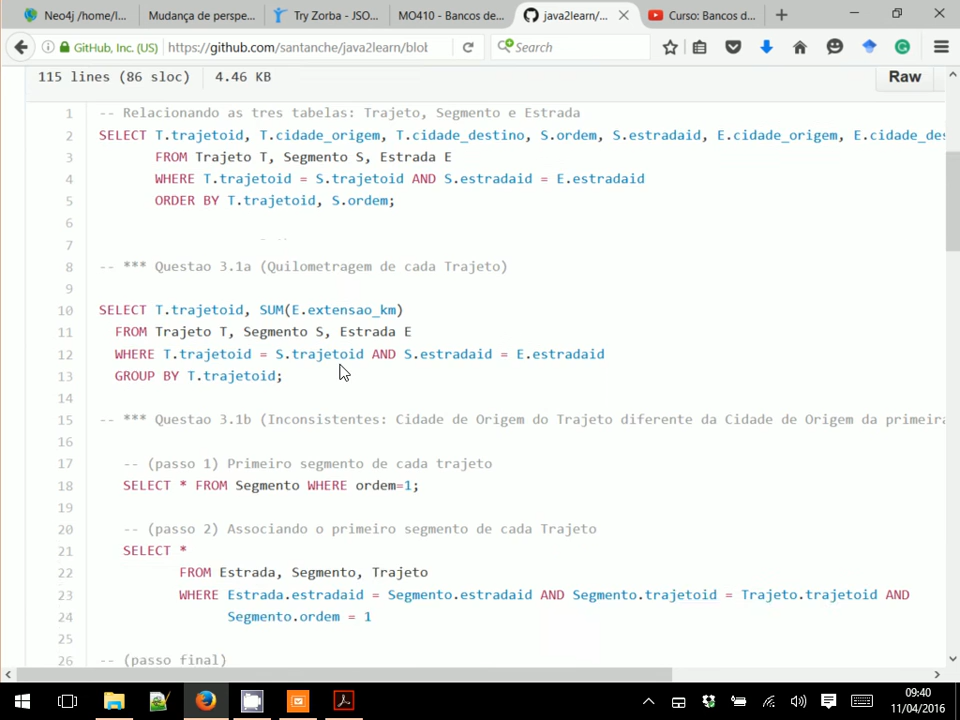 Neo4j /home/l...
Mudança de perspe...
Try Zorba - JSO...
MO410 - Bancos de...
java2learn/...
Curso: Bancos d...
GitHub, Inc. (US)
https://github.com/santanche/java2learn/blob
Search
115 lines (86 sloc)
4.46 KB
Raw
1 -- Relacionando as tres tabelas: Trajeto, Segmento e Estrada
2 SELECT T.trajetoid, T.cidade_origem, T.cidade_destino, S.ordem, S.estradaid, E.cidade_origem, E.cidade_des
3 FROM Trajeto T, Segmento S, Estrada E
4 WHERE T.trajetoid = S.trajetoid AND S.estradaid = E.estradaid
5 ORDER BY T.trajetoid, S.ordem;
6
7
8 -- *** Questao 3.1a (Quilometragem de cada Trajeto)
9
10 SELECT T.trajetoid, SUM(E.extensao_km)
11 FROM Trajeto T, Segmento S, Estrada E
12 WHERE T.trajetoid = S.trajetoid AND S.estradaid = E.estradaid
13 GROUP BY T.trajetoid;
14
15 -- *** Questao 3.1b (Inconsistentes: Cidade de Origem do Trajeto diferente da Cidade de Origem da primeira
16
17 -- (passo 1) Primeiro segmento de cada trajeto
18 SELECT * FROM Segmento WHERE ordem=1;
19
20 -- (passo 2) Associando o primeiro segmento de cada Trajeto
21 SELECT *
22 FROM Estrada, Segmento, Trajeto
23 WHERE Estrada.estradaid = Segmento.estradaid AND Segmento.trajetoid = Trajeto.trajetoid AND
24 Segmento.ordem = 1
25
26 -- (passo final)
09:40
11/04/2016